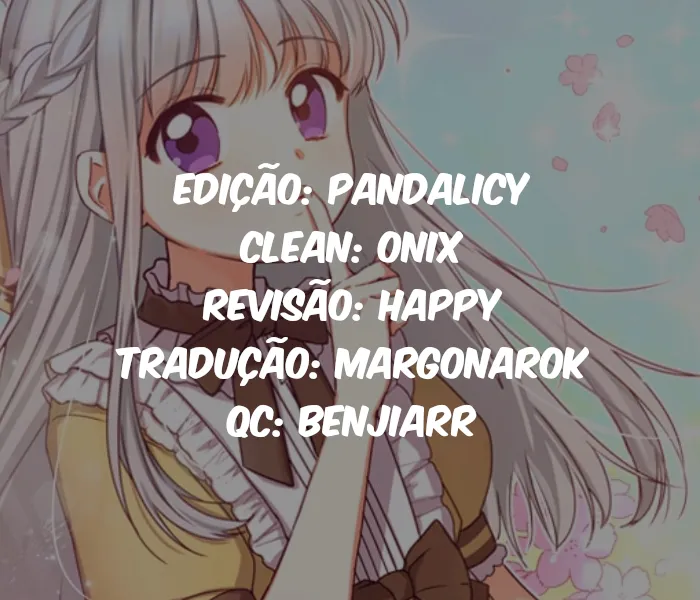 EDIÇÃO: PANDALICY
CLEAN: ONIX
REVISÃO: HAPPY
TRADUÇÃO: MARGONAROK
QC: BENJIARR